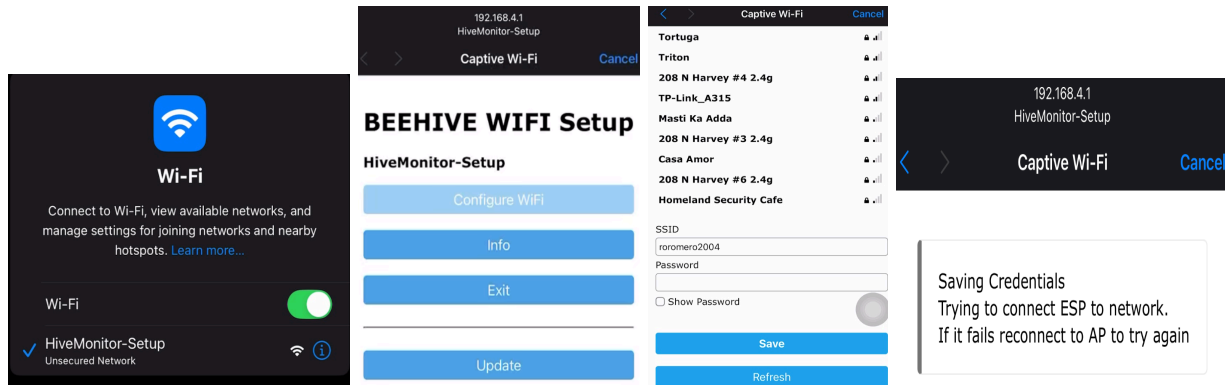 Wi-Fi
Connect to Wi-Fi, view available networks, and
manage settings for joining networks and nearby
hotspots. Learn more...
Wi-Fi
HiveMonitor-Setup
Unsecured Network
192.168.4.1
HiveMonitor-Setup
Captive Wi-Fi
Cancel
BEEHIVE WIFI Setup
HiveMonitor-Setup
Configure WiFi
Info
Exit
Update
Captive Wi-Fi
Cancel
Tortuga
Triton
208 N Harvey #4 2.4g
TP-Link_A315
Masti Ka Adda
208 N Harvey #3 2.4g
Casa Amor
208 N Harvey #6 2.4g
Homeland Security Cafe
SSID
roromero2004
Password
Show Password
Save
Refresh
192.168.4.1
HiveMonitor-Setup
Captive Wi-Fi
Cancel
Saving Credentials
Trying to connect ESP to network.
If it fails reconnect to AP to try again